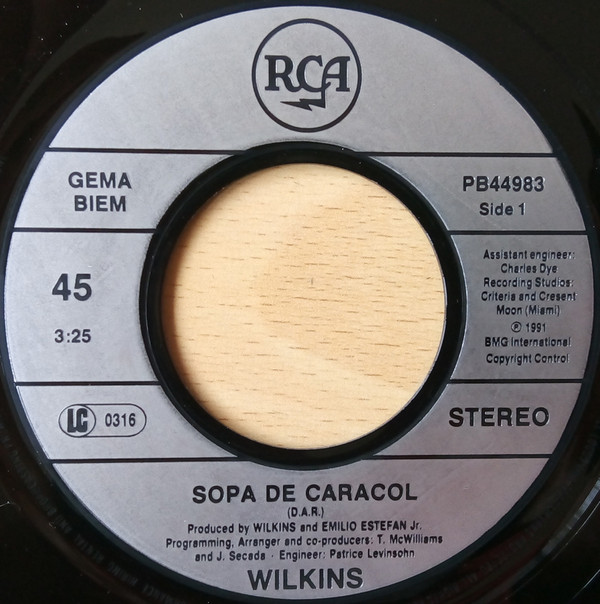 RCA
GEMA
BIEM
PB44983
Side 1
45
3:25
Assistant engineer:
Charles Dye
Recording Studios:
Criteria and Cresent
Moon (Miami)
℗ 1991
BMG International
Copyright Control
LC 0316
STEREO
SOPA DE CARACOL
(D.A.R.)
Produced by WILKINS and EMILIO ESTEFAN Jr.
Programming, Arranger and co-producers: T. McWilliams
and J. Secada · Engineer: Patrice Levinsohn
WILKINS